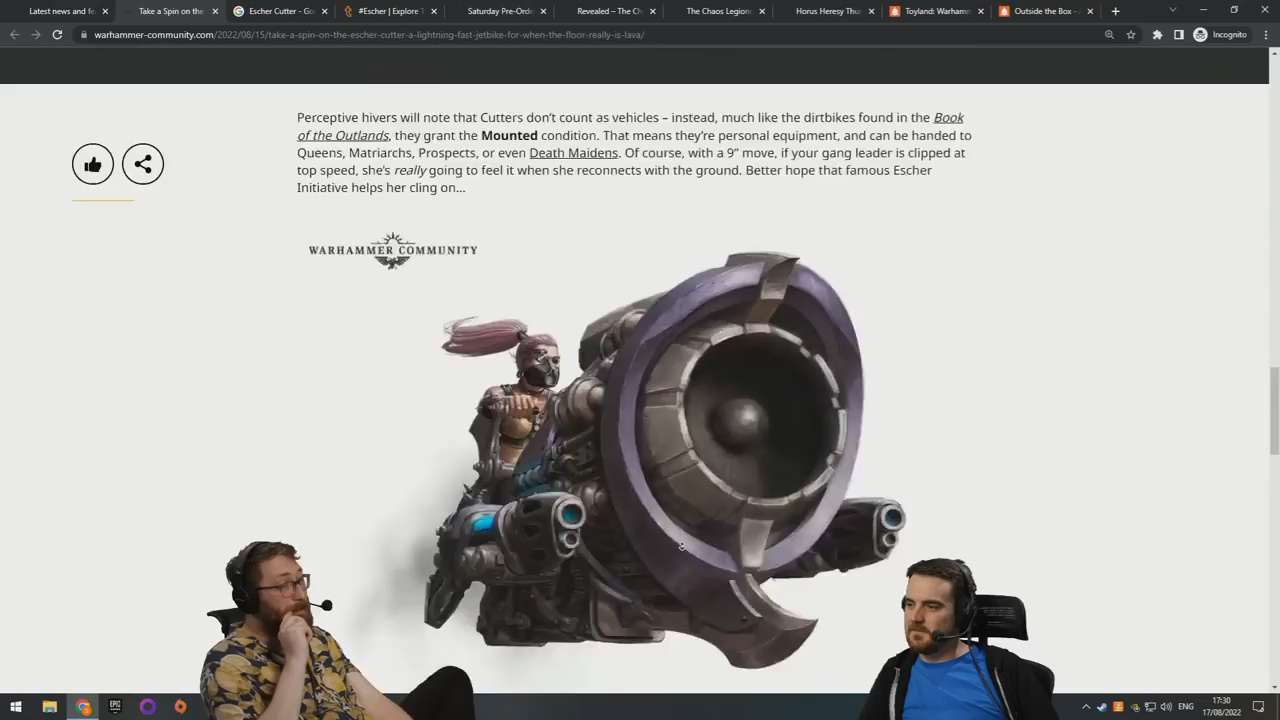 Latest news and fe
Take a Spin on the
Escher Cutter - Go
#Escher | Explore T
Saturday Pre-Orde
Revealed – The Ch
The Chaos Legion
Horus Heresy Thu
Toyland: Warhamm
Outside the Box -
warhammer-community.com/2022/08/15/take-a-spin-on-the-escher-cutter-a-lightning-fast-jetbike-for-when-the-floor-really-is-lava/
Incognito
Perceptive hivers will note that Cutters don't count as vehicles – instead, much like the dirtbikes found in the Book
of the Outlands, they grant the Mounted condition. That means they're personal equipment, and can be handed to
Queens, Matriarchs, Prospects, or even Death Maidens. Of course, with a 9" move, if your gang leader is clipped at
top speed, she's really going to feel it when she reconnects with the ground. Better hope that famous Escher
Initiative helps her cling on…
WARHAMMER COMMUNITY
EPIC
ENG
17:30
17/08/2022